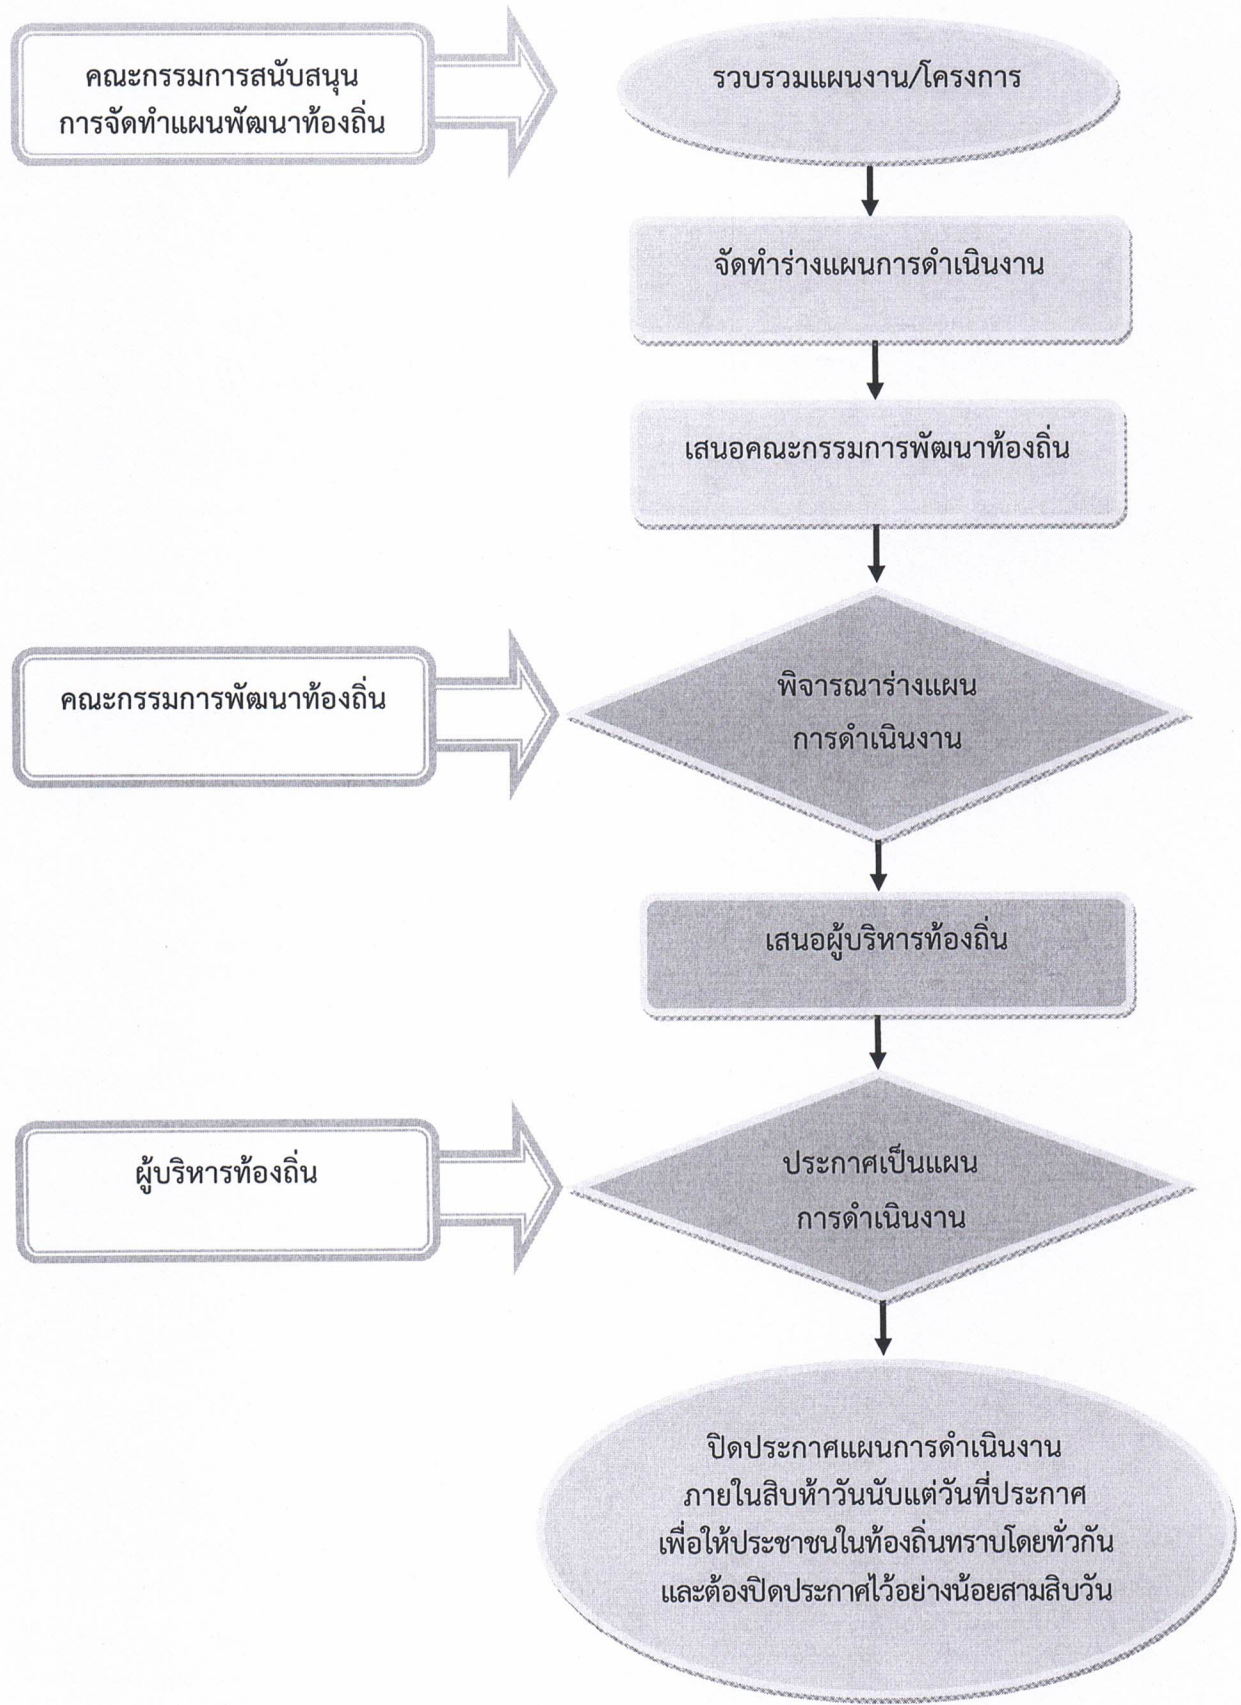 คณะกรรมการสนับสนุน
การจัดทำแผนพัฒนาท้องถิ่น
รวบรวมแผนงาน/โครงการ
จัดทำร่างแผนการดำเนินงาน
เสนอคณะกรรมการพัฒนาท้องถิ่น
คณะกรรมการพัฒนาท้องถิ่น
พิจารณาร่างแผน
การดำเนินงาน
เสนอผู้บริหารท้องถิ่น
ผู้บริหารท้องถิ่น
ประกาศเป็นแผน
การดำเนินงาน
ปิดประกาศแผนการดำเนินงาน
ภายในสิบห้าวันนับแต่วันที่ประกาศ
เพื่อให้ประชาชนในท้องถิ่นทราบโดยทั่วกัน
และต้องปิดประกาศไว้อย่างน้อยสามสิบวัน